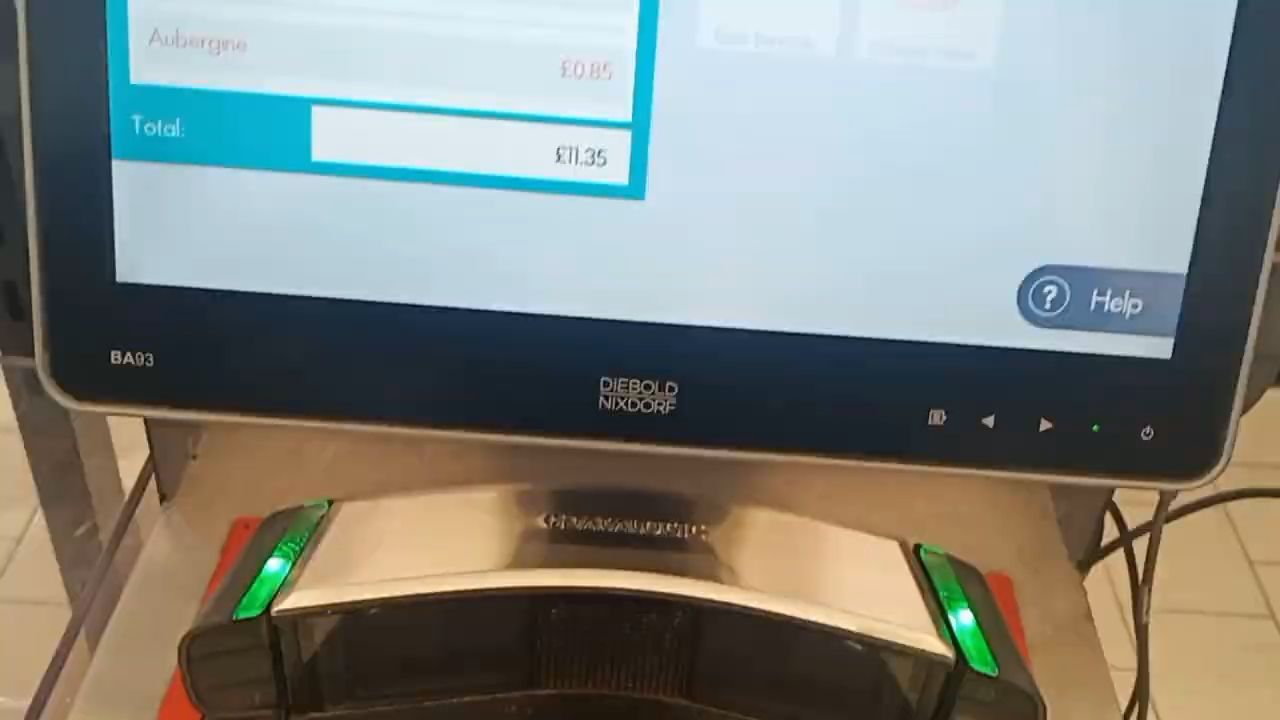 Aubergine
£0.85
Total:
£11.35
? Help
BA93
DIEBOLD
NIXDORF